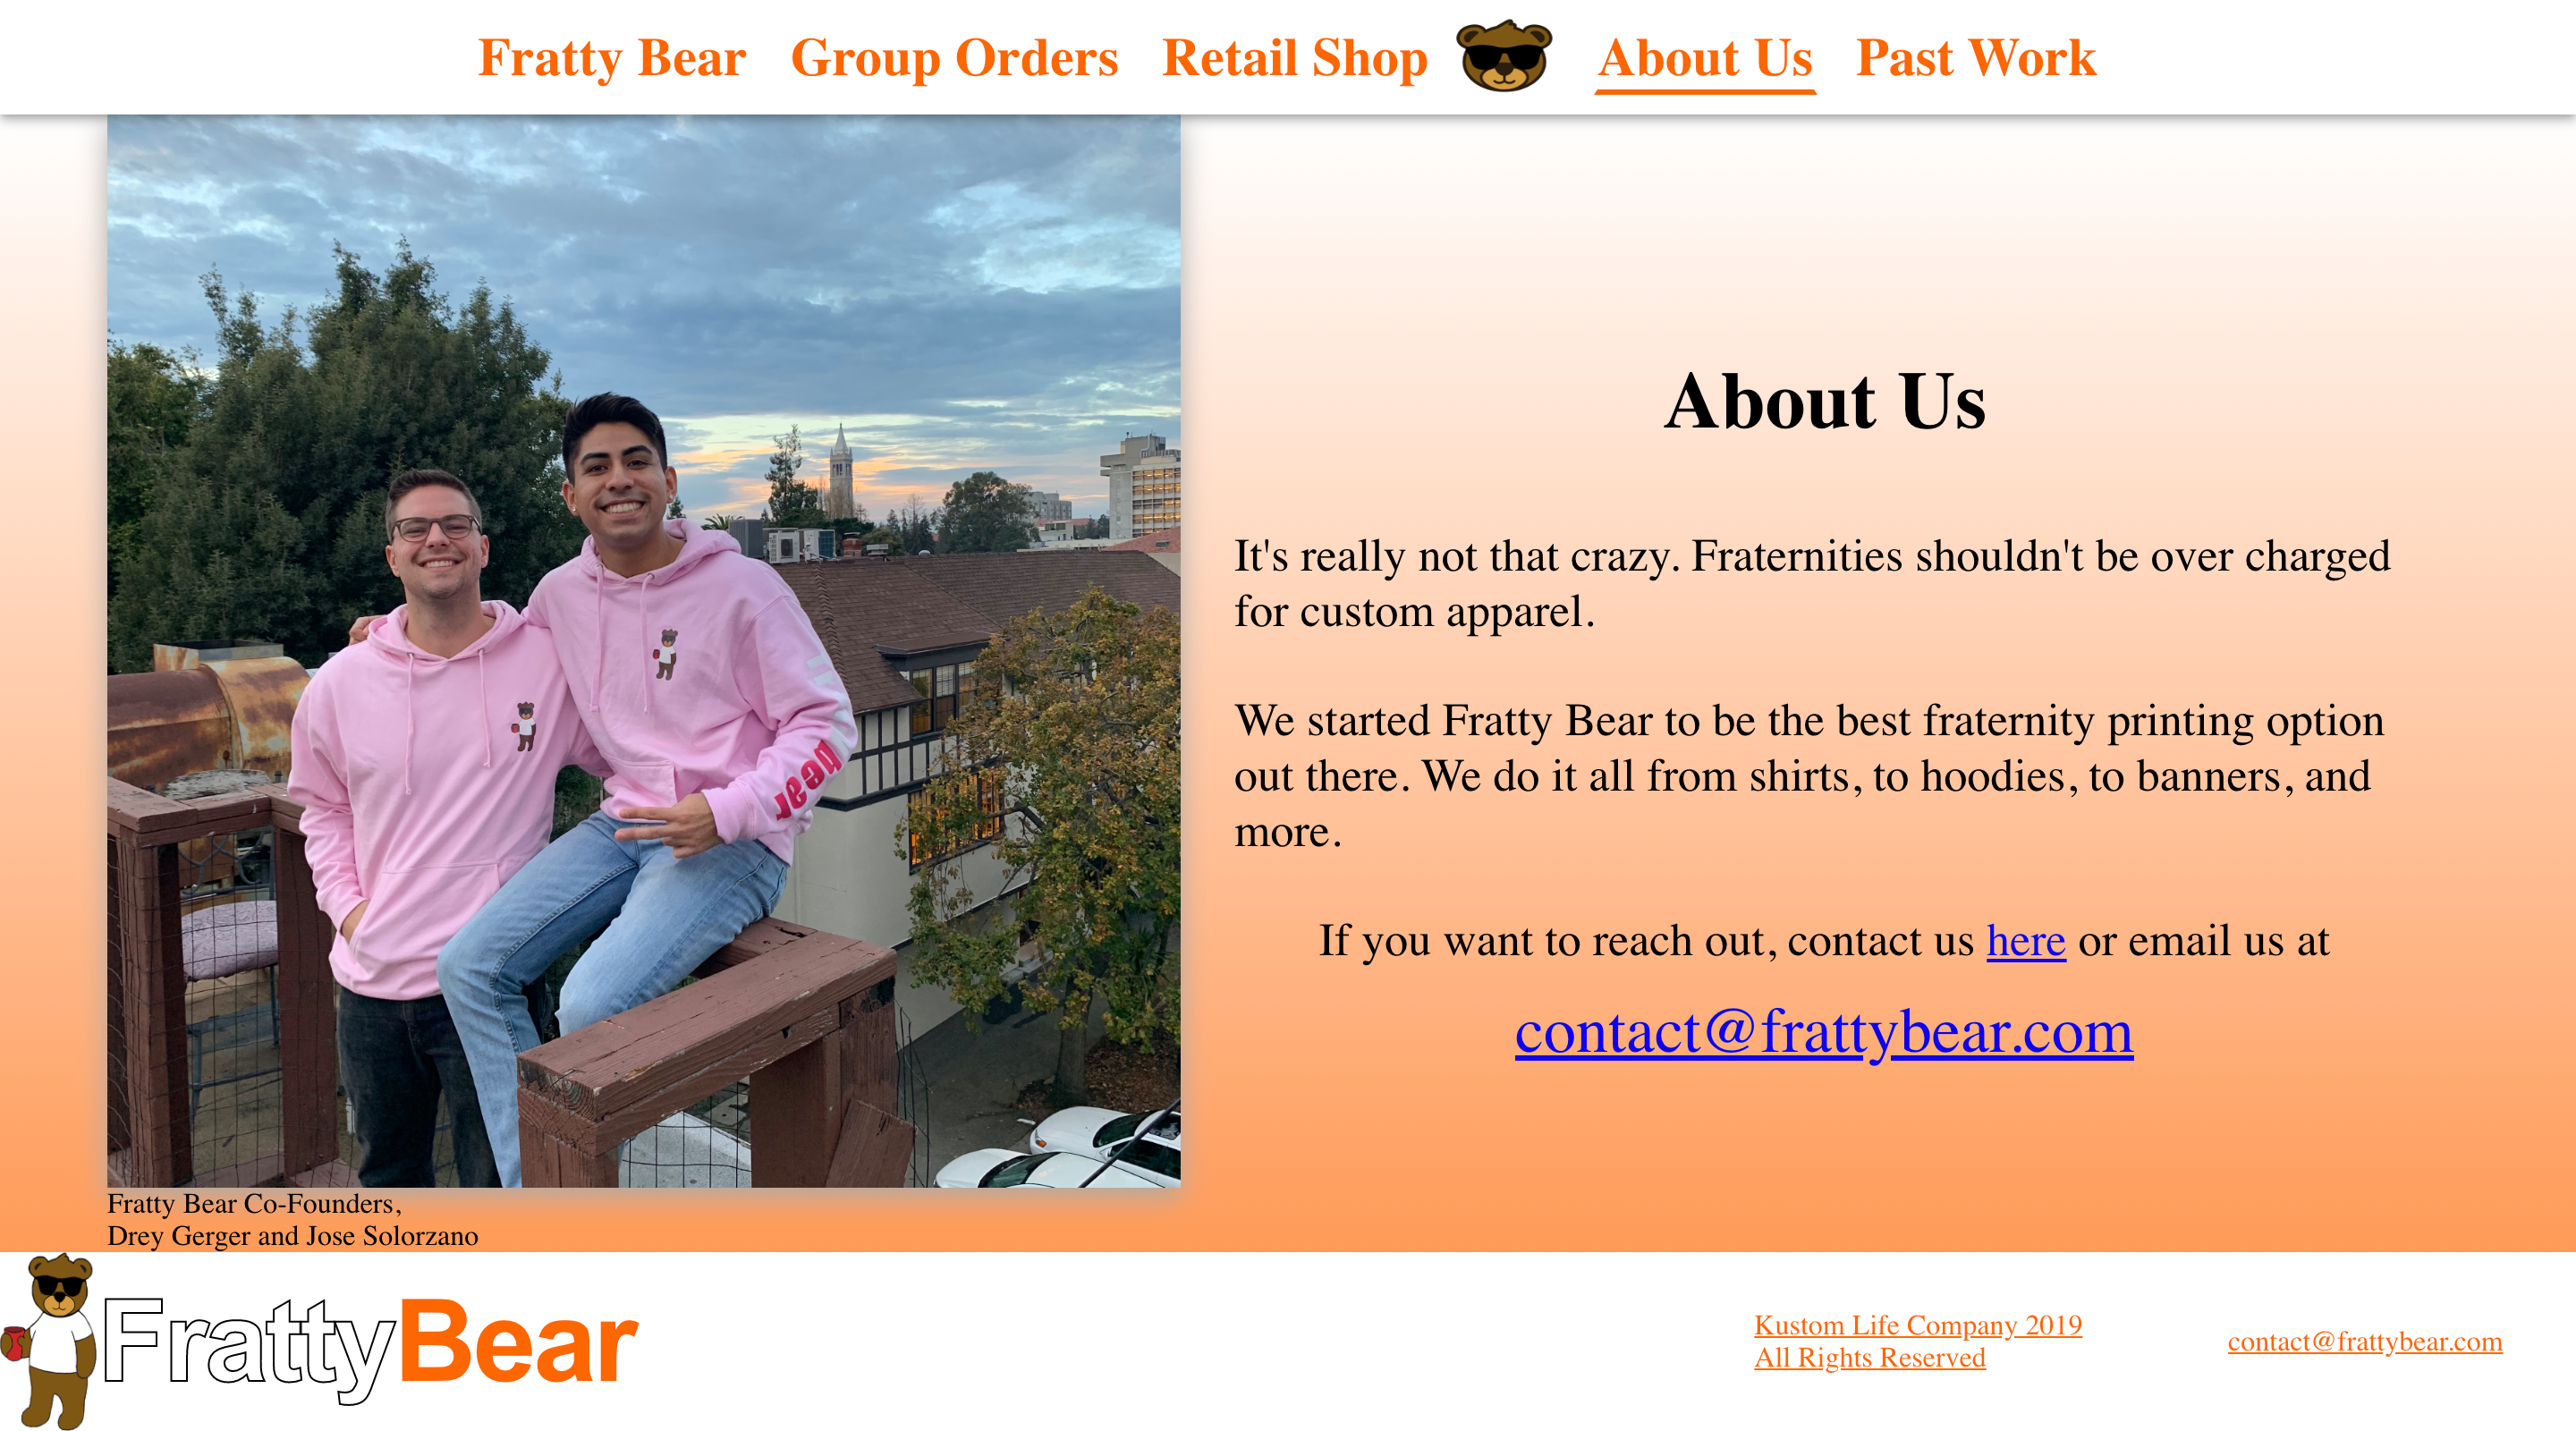 Fratty Bear Group Orders Retail Shop About Us Past Work
About Us
It's really not that crazy. Fraternities shouldn't be over charged
for custom apparel.
We started Fratty Bear to be the best fraternity printing option
out there. We do it all from shirts, to hoodies, to banners, and
more.
If you want to reach out, contact us here or email us at
contact@frattybear.com
bear
Fratty Bear Co-Founders,
Drey Gerger and Jose Solorzano
FrattyBear
Kustom Life Company 2019
All Rights Reserved
contact@frattybear.com